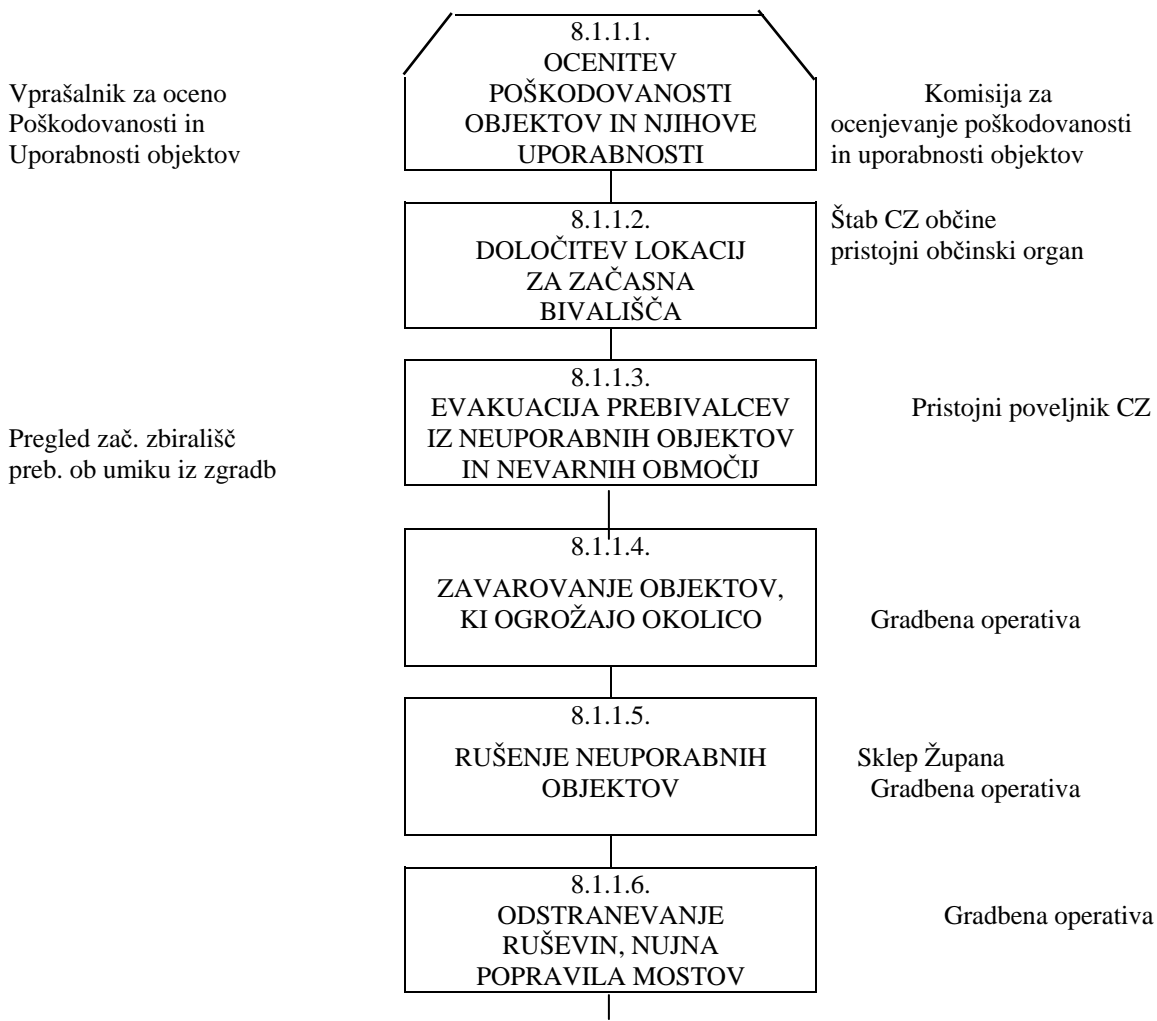 8.1.1.1.
OCENITEV
POŠKODOVANOSTI
OBJEKTOV IN NJIHOVE
UPORABNOSTI
Vprašalnik za oceno
Poškodovanosti in
Uporabnosti objektov
Komisija za
ocenjevanje poškodovanosti
in uporabnosti objektov
8.1.1.2.
DOLOČITEV LOKACIJ
ZA ZAČASNA
BIVALIŠČA
Štab CZ občine
pristojni občinski organ
8.1.1.3.
EVAKUACIJA PREBIVALCEV
IZ NEUPORABNIH OBJEKTOV
IN NEVARNIH OBMOČIJ
Pregled zač. zbirališč
preb. ob umiku iz zgradb
Pristojni poveljnik CZ
8.1.1.4.
ZAVAROVANJE OBJEKTOV,
KI OGROŽAJO OKOLICO
Gradbena operativa
8.1.1.5.
RUŠENJE NEUPORABNIH
OBJEKTOV
Sklep Župana
Gradbena operativa
8.1.1.6.
ODSTRANEVANJE
RUŠEVIN, NUJNA
POPRAVILA MOSTOV
Gradbena operativa